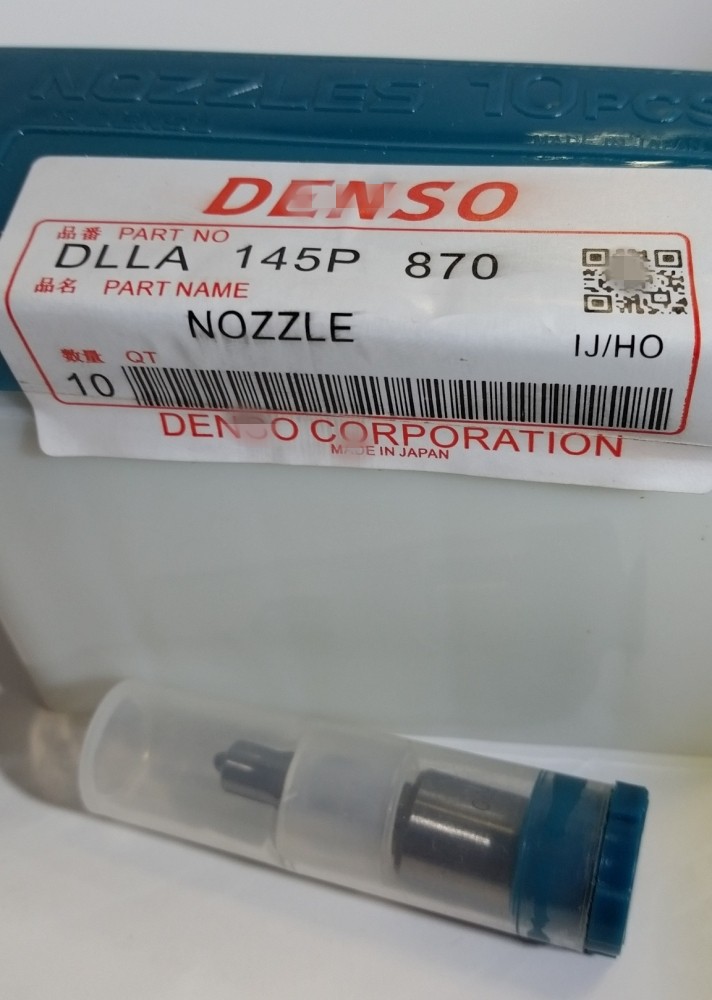 NOZZLES 10PCS
DENSO
品番 PART NO
DLLA 145P 870
品名 PART NAME
NOZZLE
IJ/HO
数量 QT
10
DENSO CORPORATION
MADE IN JAPAN